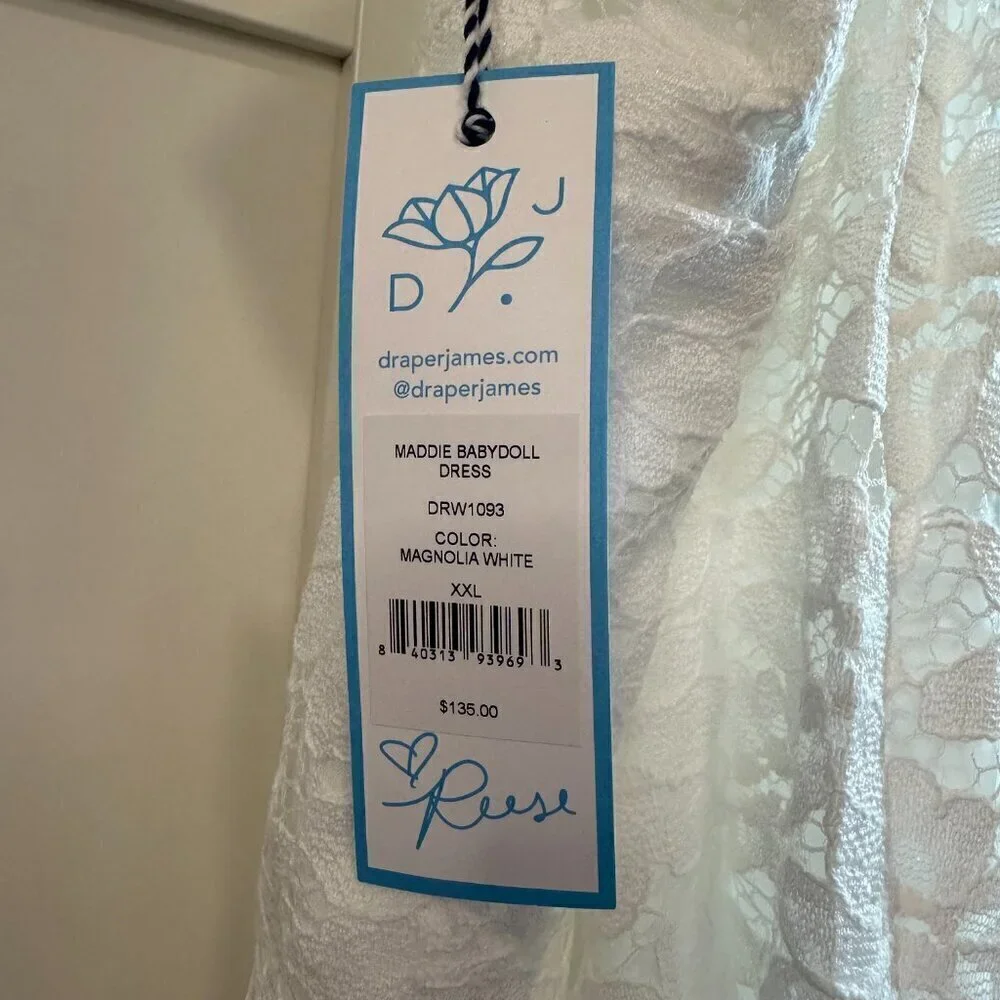 J
D .
draperjames.com
@draperjames
MADDIE BABYDOLL
DRESS
DRW1093
COLOR:
MAGNOLIA WHITE
XXL
8 40313 93969 3
$135.00
Reese